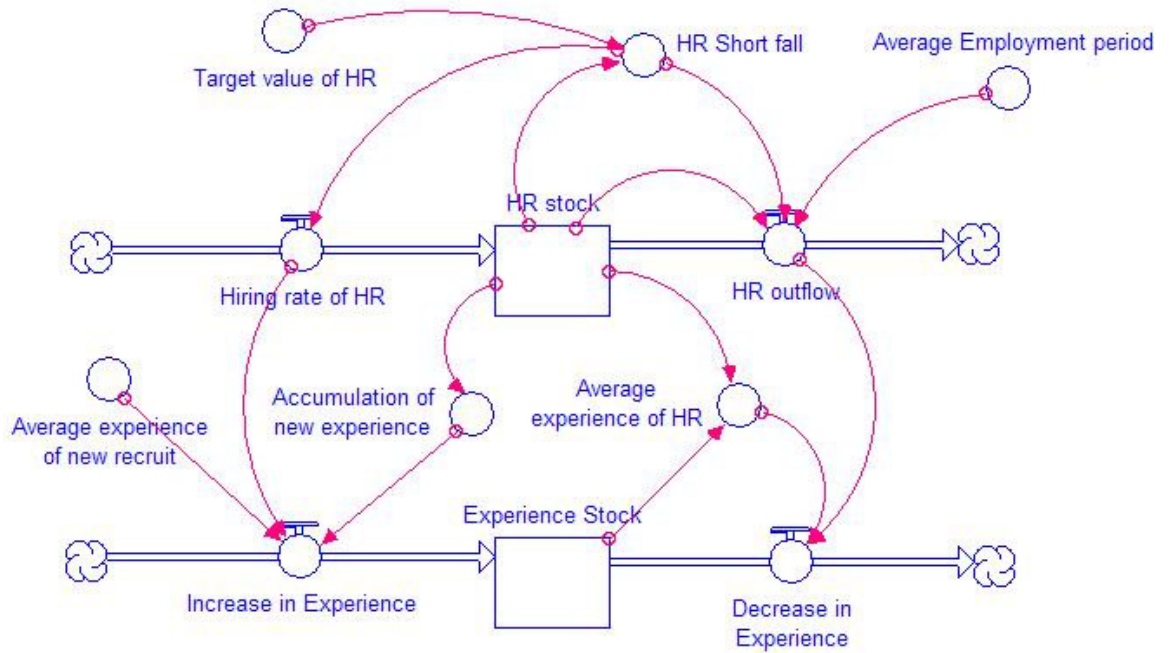 HR Short fall
Average Employment period
Target value of HR
HR stock
Hiring rate of HR
HR outflow
Average experience
of new recruit
Accumulation of
new experience
Average
experience of HR
Experience Stock
Increase in Experience
Decrease in
Experience